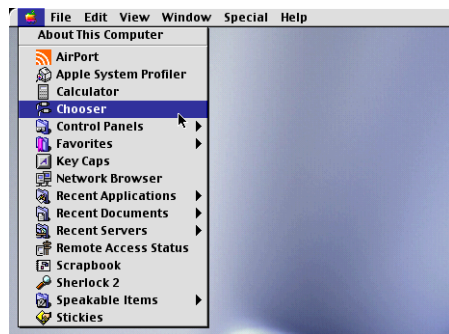 File Edit View Window Special Help
About This Computer
AirPort
Apple System Profiler
Calculator
Chooser
Control Panels
Favorites
Key Caps
Network Browser
Recent Applications
Recent Documents
Recent Servers
Remote Access Status
Scrapbook
Sherlock 2
Speakable Items
Stickies